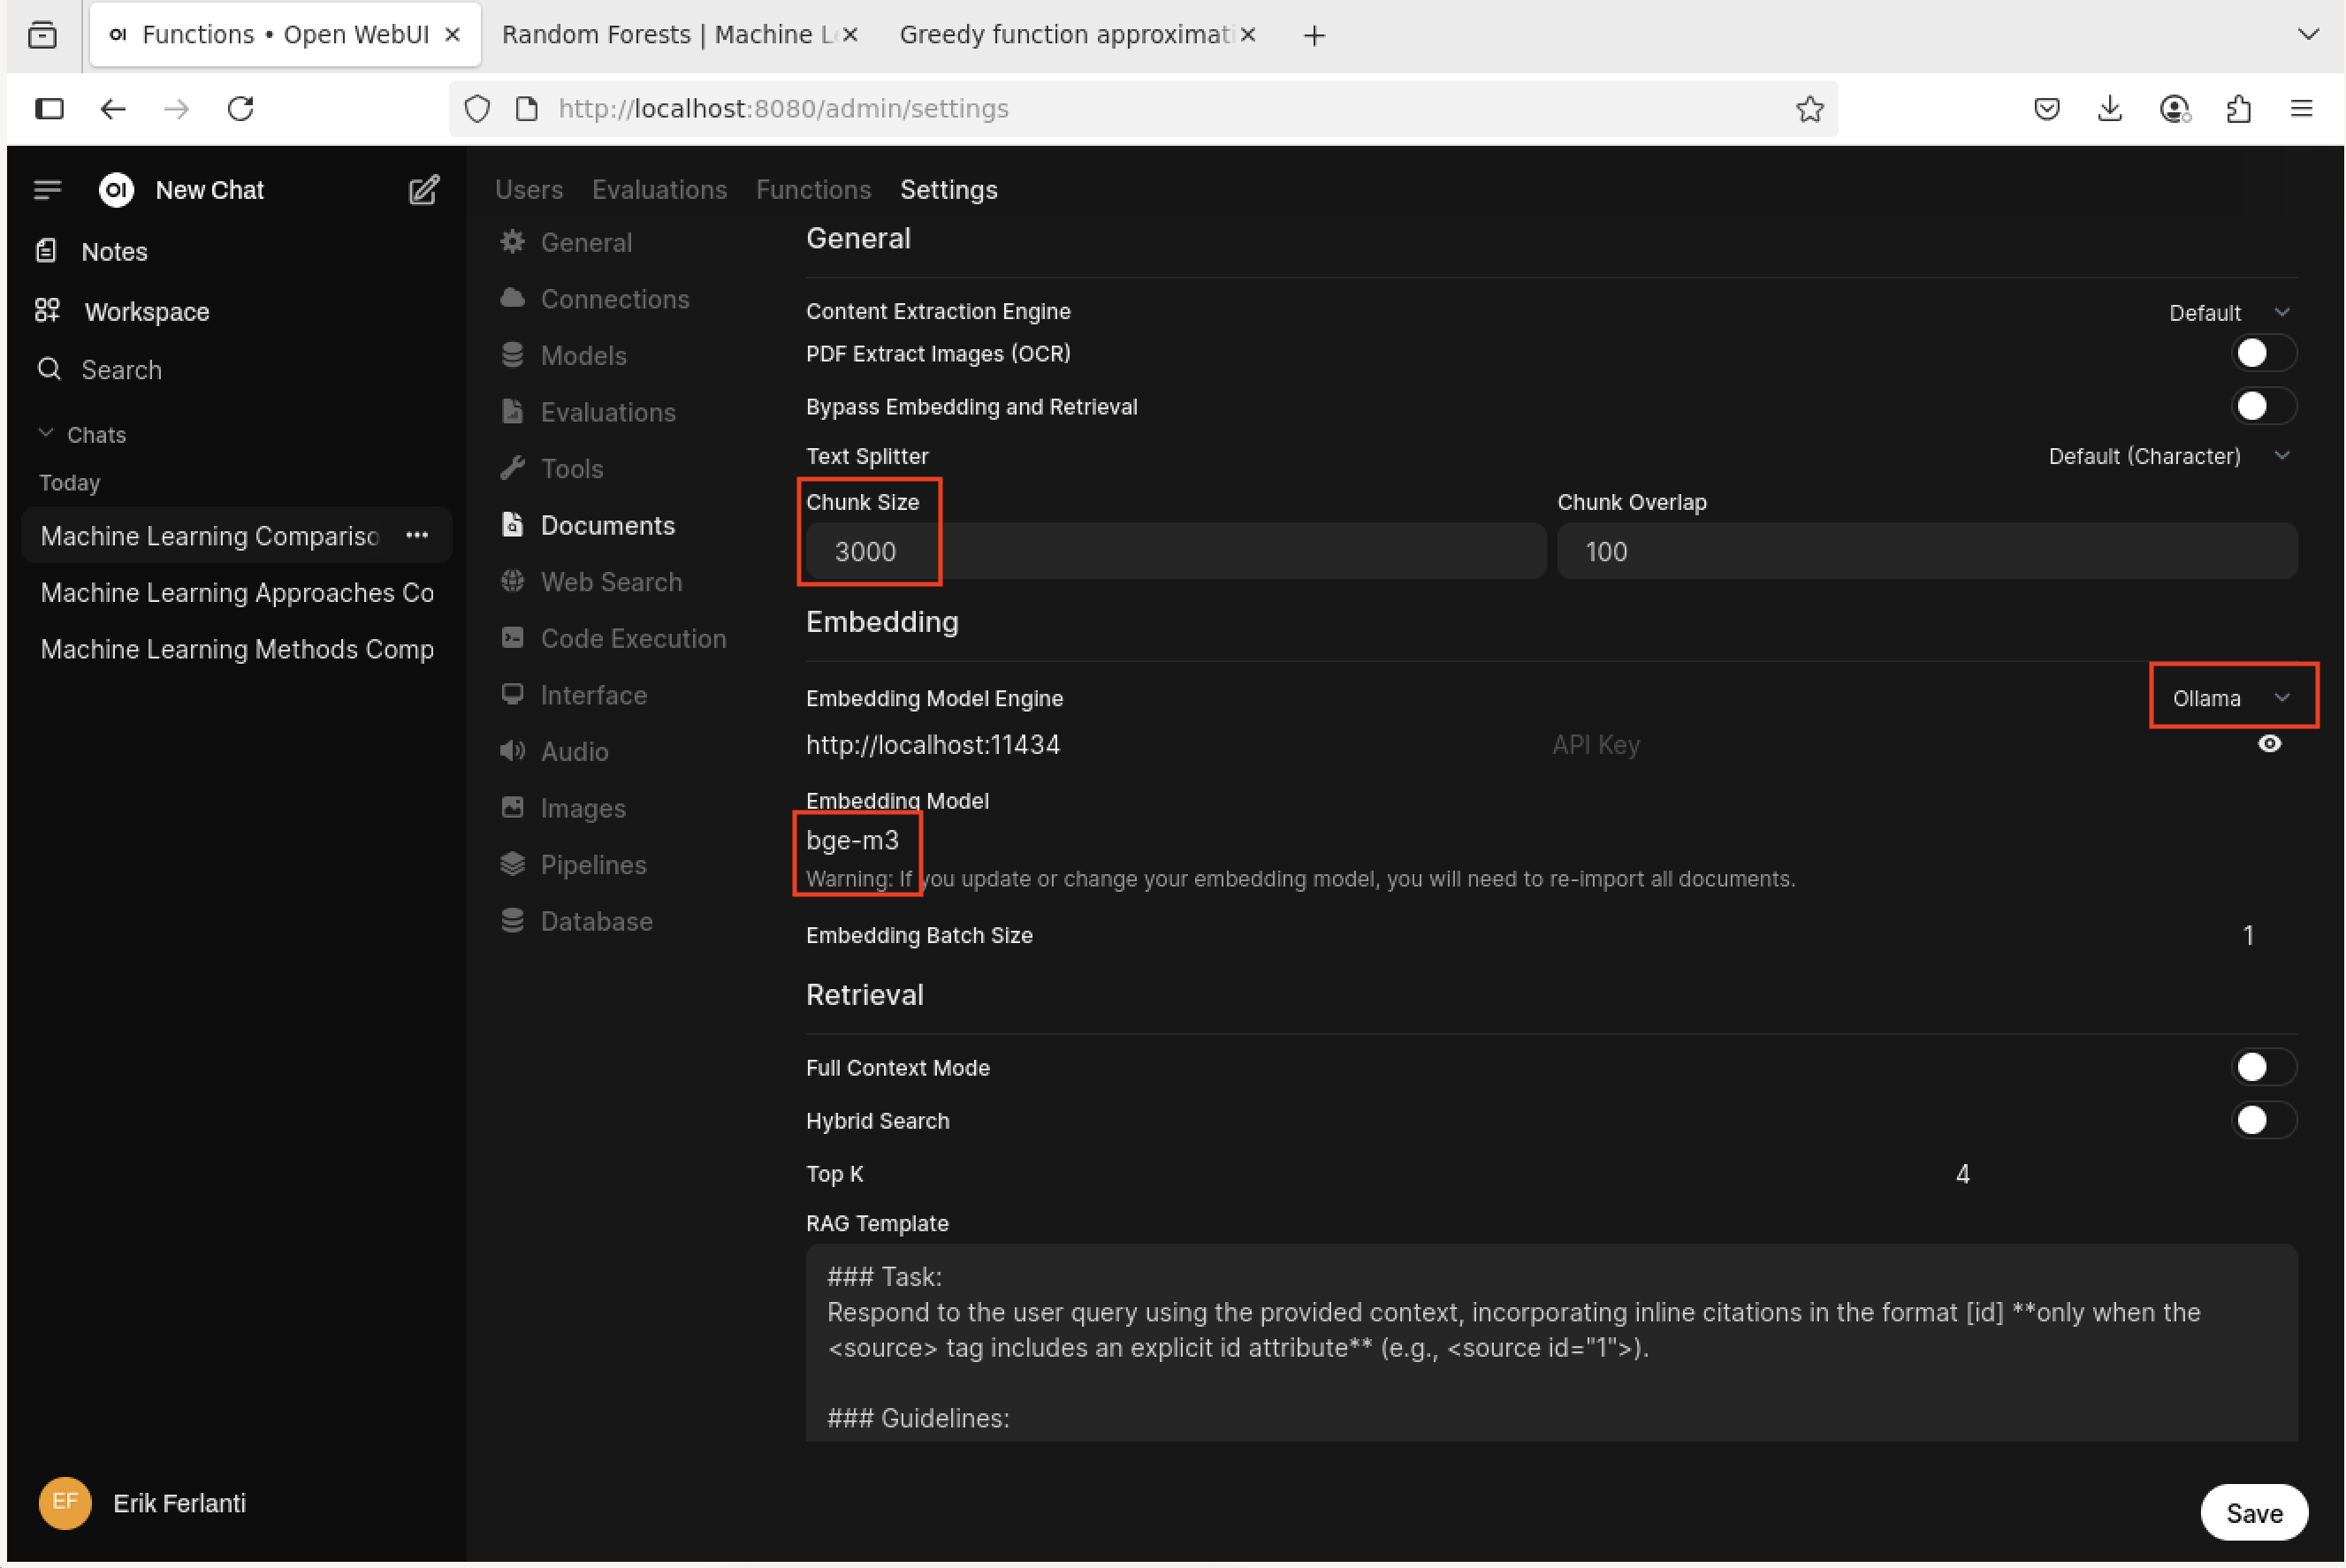 Functions • Open WebUI
Random Forests | Machine L
Greedy function approximati
http://localhost:8080/admin/settings
OI New Chat
Notes
Workspace
Search
Chats
Today
Machine Learning Compariso
Machine Learning Approaches Co
Machine Learning Methods Comp
EF Erik Ferlanti
Users Evaluations Functions Settings
General
Connections
Models
Evaluations
Tools
Documents
Web Search
Code Execution
Interface
Audio
Images
Pipelines
Database
General
Content Extraction Engine Default
PDF Extract Images (OCR)
Bypass Embedding and Retrieval
Text Splitter Default (Character)
Chunk Size Chunk Overlap
3000 100
Embedding
Embedding Model Engine Ollama
http://localhost:11434 API Key
Embedding Model
bge-m3
Warning: If you update or change your embedding model, you will need to re-import all documents.
Embedding Batch Size 1
Retrieval
Full Context Mode
Hybrid Search
Top K 4
RAG Template
### Task:
Respond to the user query using the provided context, incorporating inline citations in the format [id] **only when the
<source> tag includes an explicit id attribute** (e.g., <source id="1">).
### Guidelines:
Save